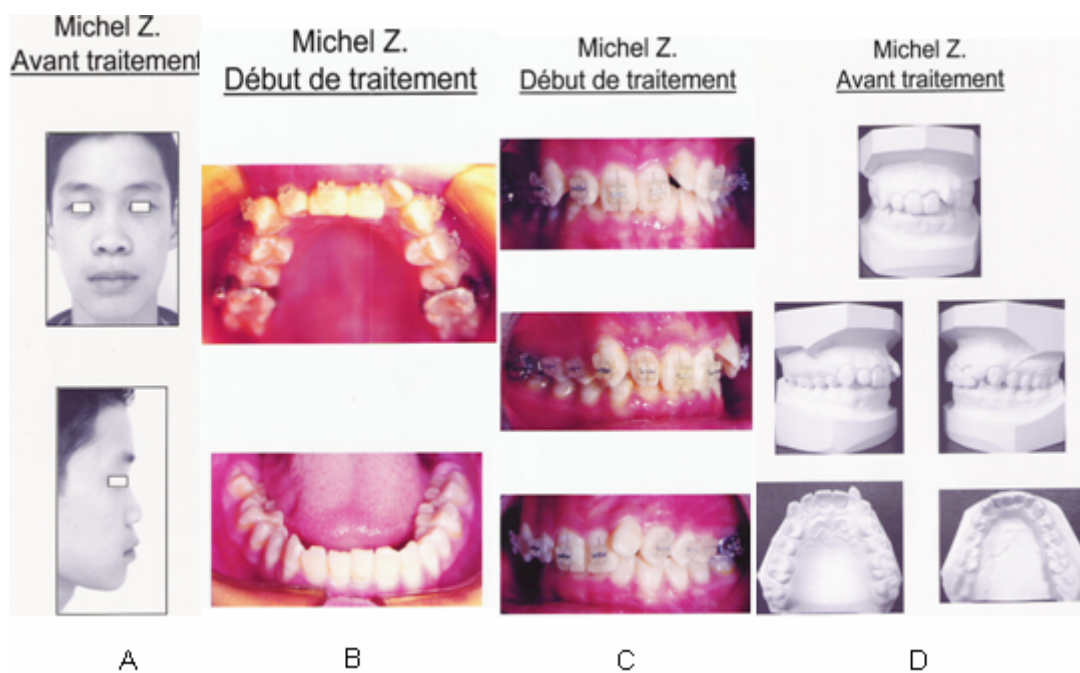 Michel Z.
Avant traitement
Michel Z.
Début de traitement
Michel Z.
Début de traitement
Michel Z.
Avant traitement
A
B
C
D